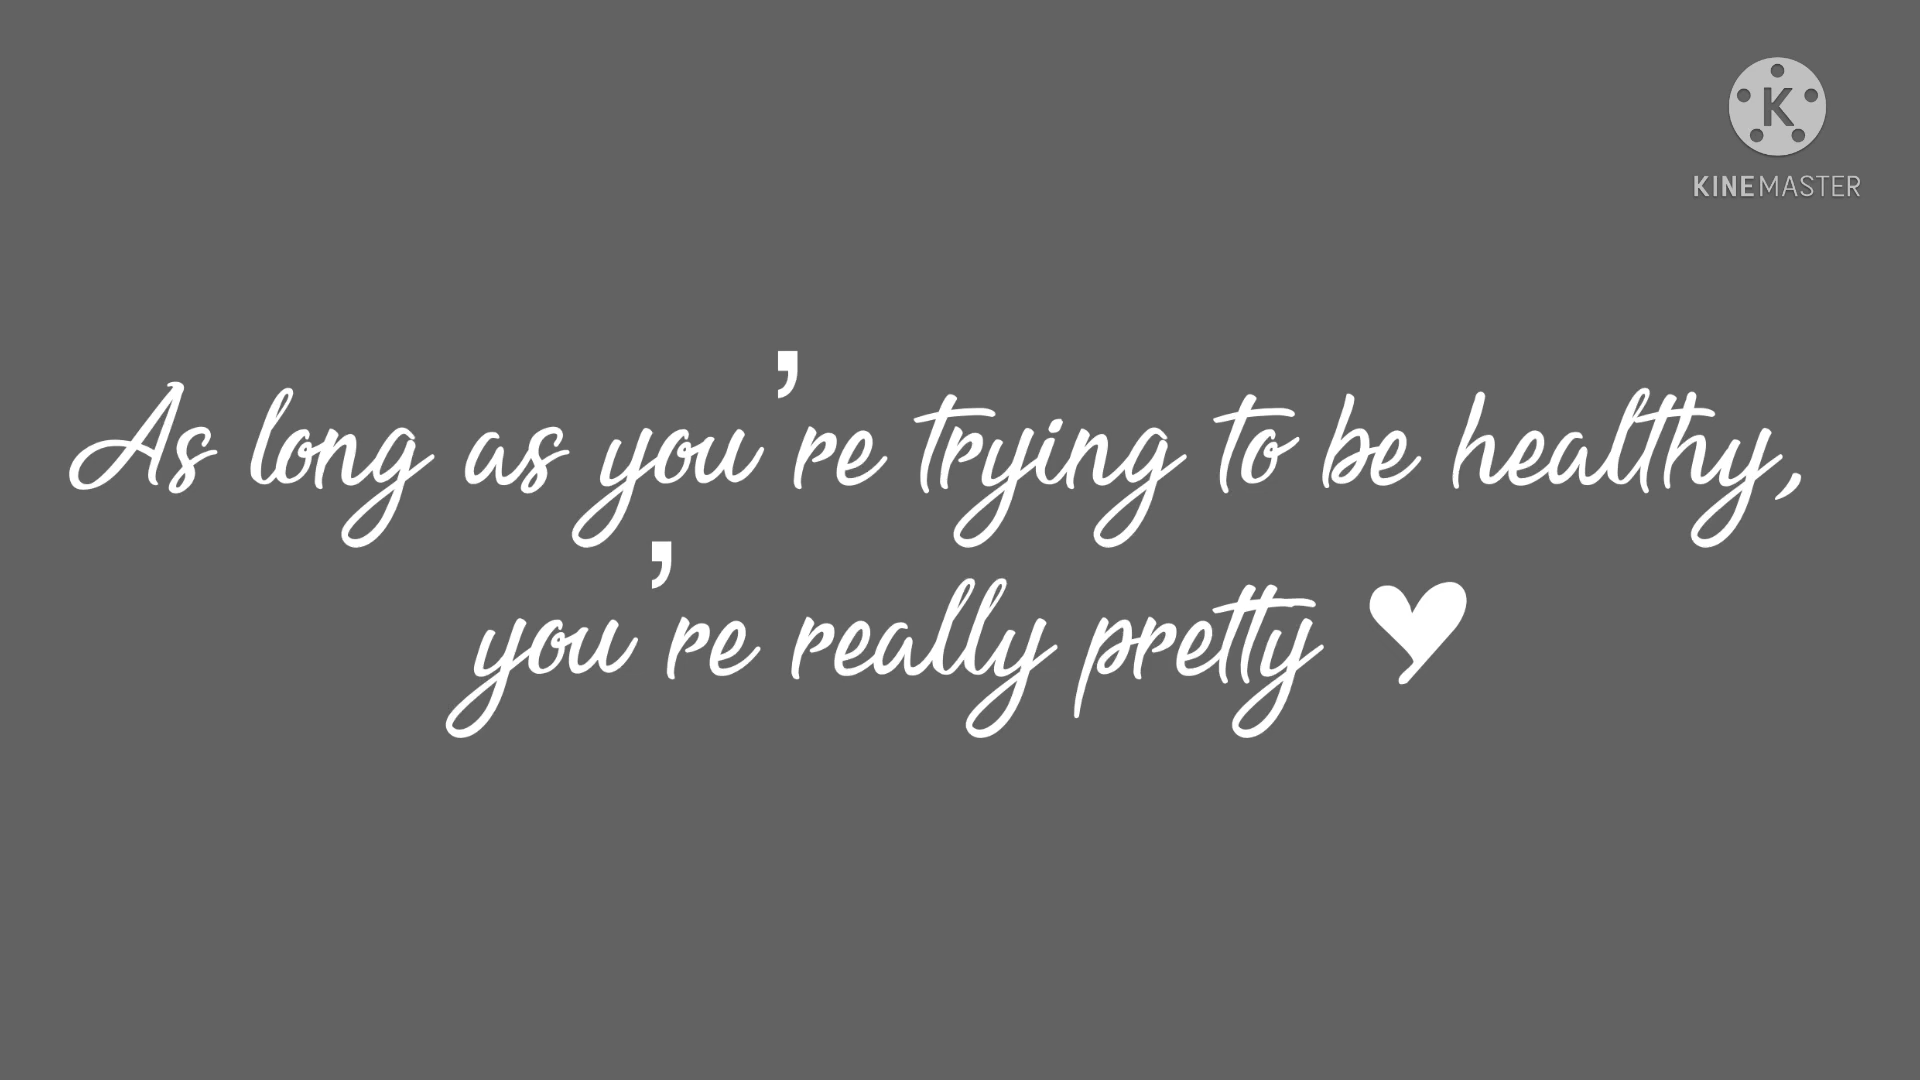 K
KINEMASTER
As long as you're trying to be healthy,
you're really pretty ♥